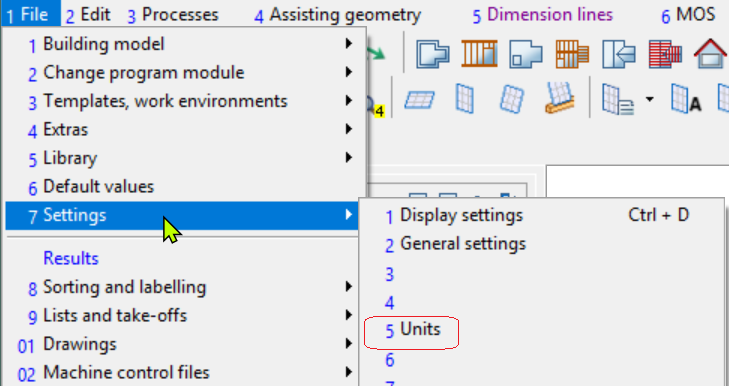 1 File 2 Edit 3 Processes 4 Assisting geometry 5 Dimension lines 6 MOS
1 Building model
2 Change program module
3 Templates, work environments
4 Extras
5 Library
6 Default values
7 Settings
Results
8 Sorting and labelling
9 Lists and take-offs
01 Drawings
02 Machine control files
4
A
1 Display settings Ctrl + D
2 General settings
3
4
5 Units
6